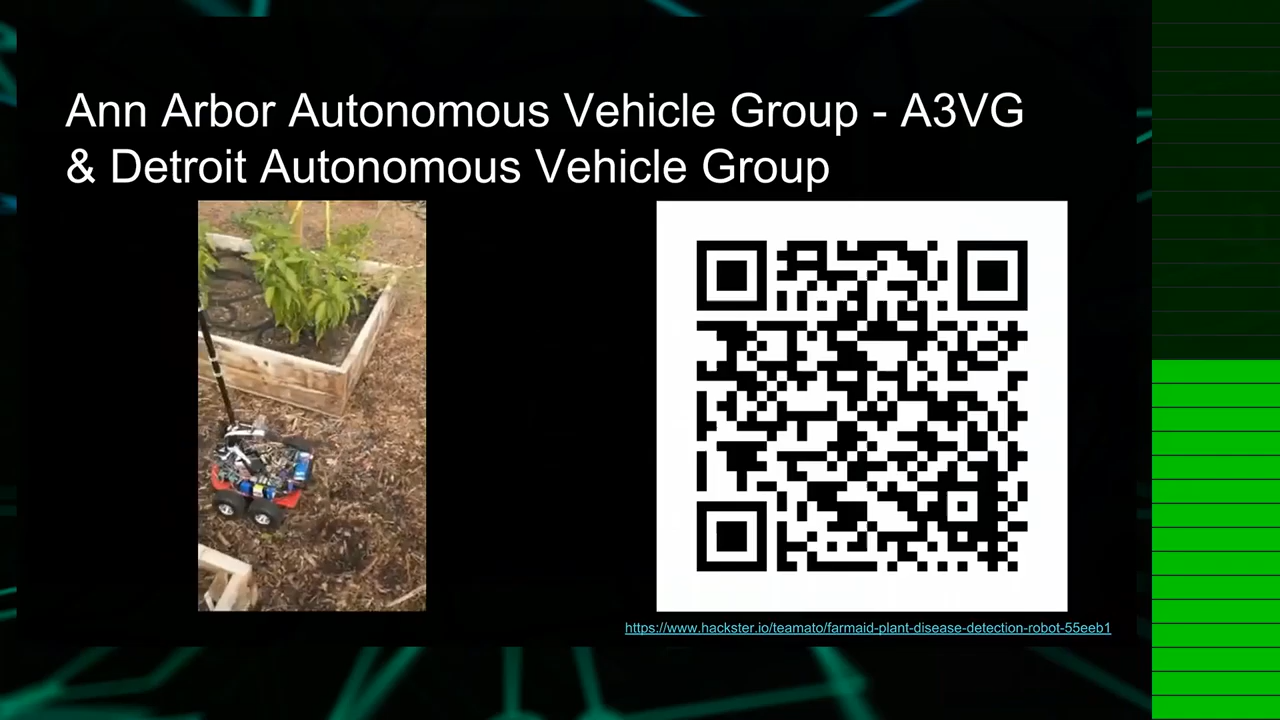 Ann Arbor Autonomous Vehicle Group - A3VG
& Detroit Autonomous Vehicle Group
https://www.hackster.io/teamato/farmaid-plant-disease-detection-robot-55eeb1